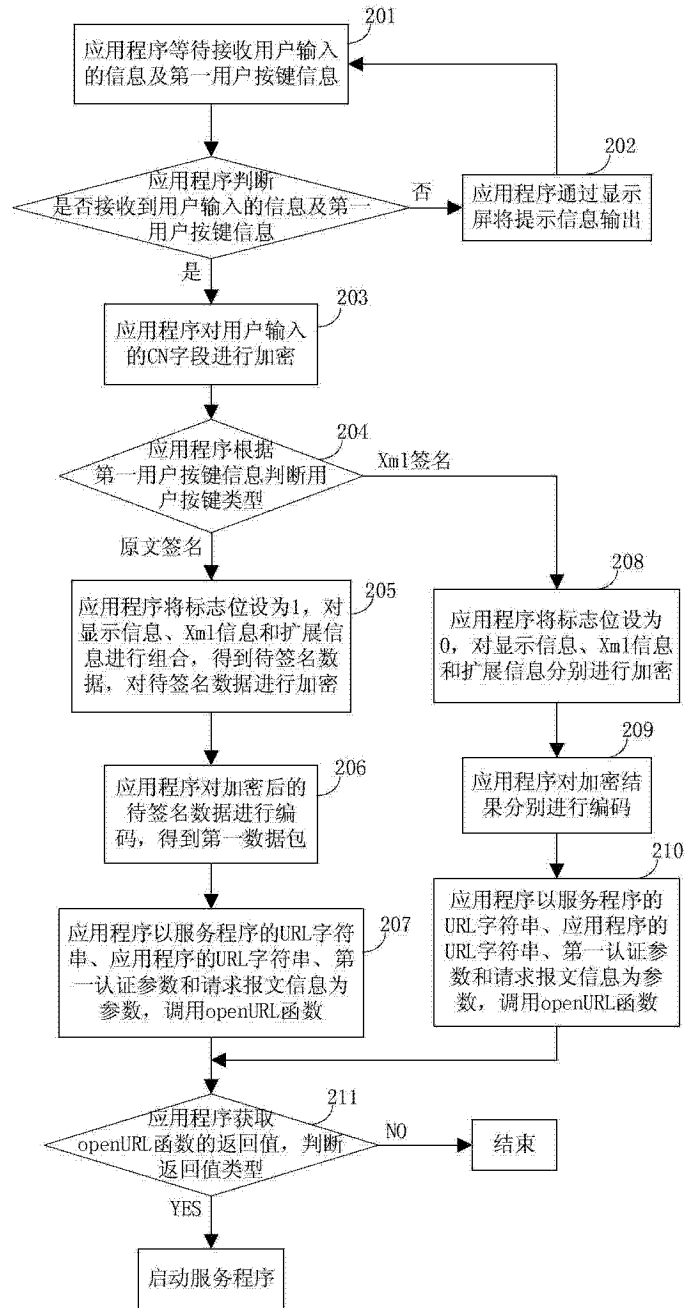 201
应用程序等待接收用户输入
的信息及第一用户按键信息
应用程序判断
是否接收到用户输入的信息及第一
用户按键信息
否
202
应用程序通过显示
屏将提示信息输出
是
203
应用程序对用户输入
的CN字段进行加密
204
应用程序根据
第一用户按键信息判断用
户按键类型
Xml签名
原文签名
205
应用程序将标志位设为1，对
显示信息、Xml信息和扩展信
息进行组合，得到待签名数
据，对待签名数据进行加密
208
应用程序将标志位设为
0，对显示信息、Xml信息
和扩展信息分别进行加密
206
应用程序对加密后的
待签名数据进行编
码，得到第一数据包
209
应用程序对加密结
果分别进行编码
207
应用程序以服务程序的URL字符
串、应用程序的URL字符串、第
一认证参数和请求报文信息为
参数，调用openURL函数
210
应用程序以服务程序的
URL字符串、应用程序的
URL字符串、第一认证参
数和请求报文信息为参
数，调用openURL函数
211
应用程序获取
openURL函数的返回值，判断
返回值类型
NO
结束
YES
启动服务程序